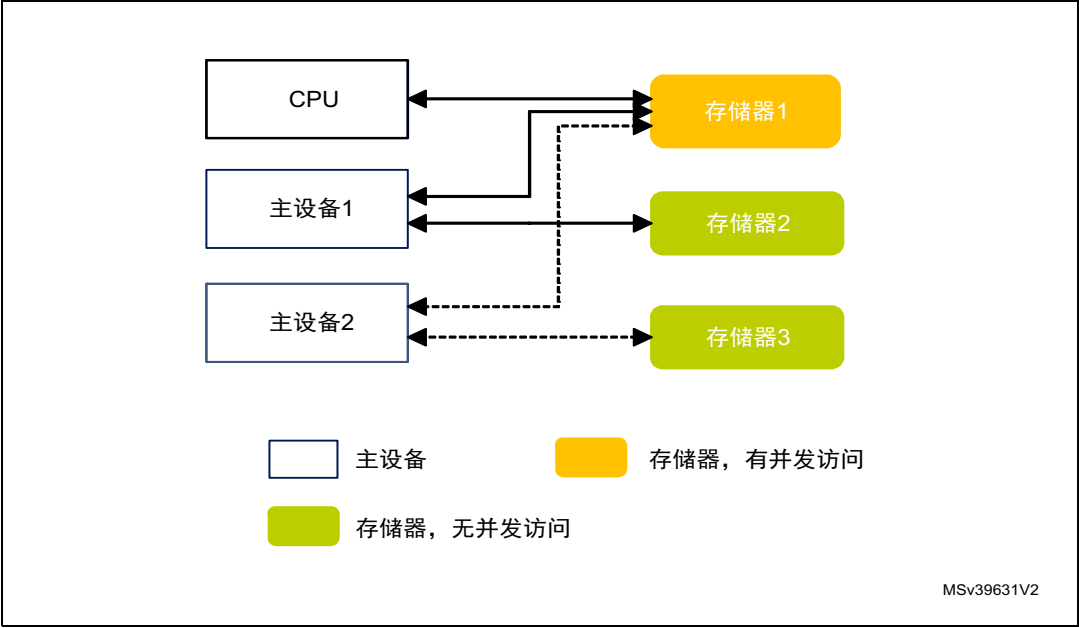 CPU
存储器1
主设备1
存储器2
主设备2
存储器3
主设备
存储器，有并发访问
存储器，无并发访问
MSv39631V2